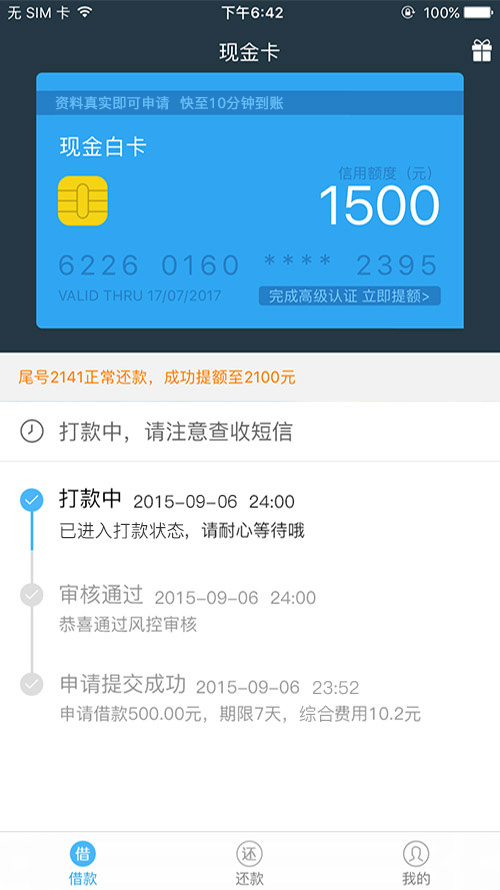 无 SIM 卡 下午6:42 100%
现金卡
资料真实即可申请 快至10分钟到账
现金白卡
信用额度（元）
1500
6226 0160 **** 2395
VALID THRU 17/07/2017 完成高级认证 立即提额>
尾号2141正常还款，成功提额至2100元
打款中，请注意查收短信
打款中 2015-09-06 24:00
已进入打款状态，请耐心等待哦
审核通过 2015-09-06 24:00
恭喜通过风控审核
申请提交成功 2015-09-06 23:52
申请借款500.00元，期限7天，综合费用10.2元
借 还
借款 还款 我的